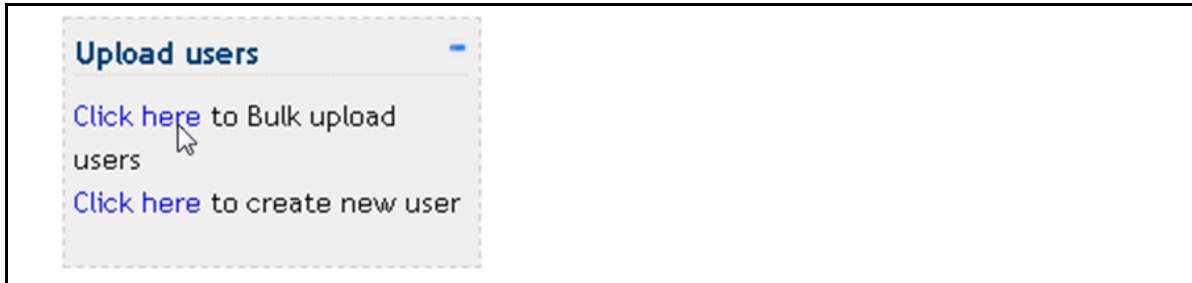 Upload users
Click here to Bulk upload
users
Click here to create new user